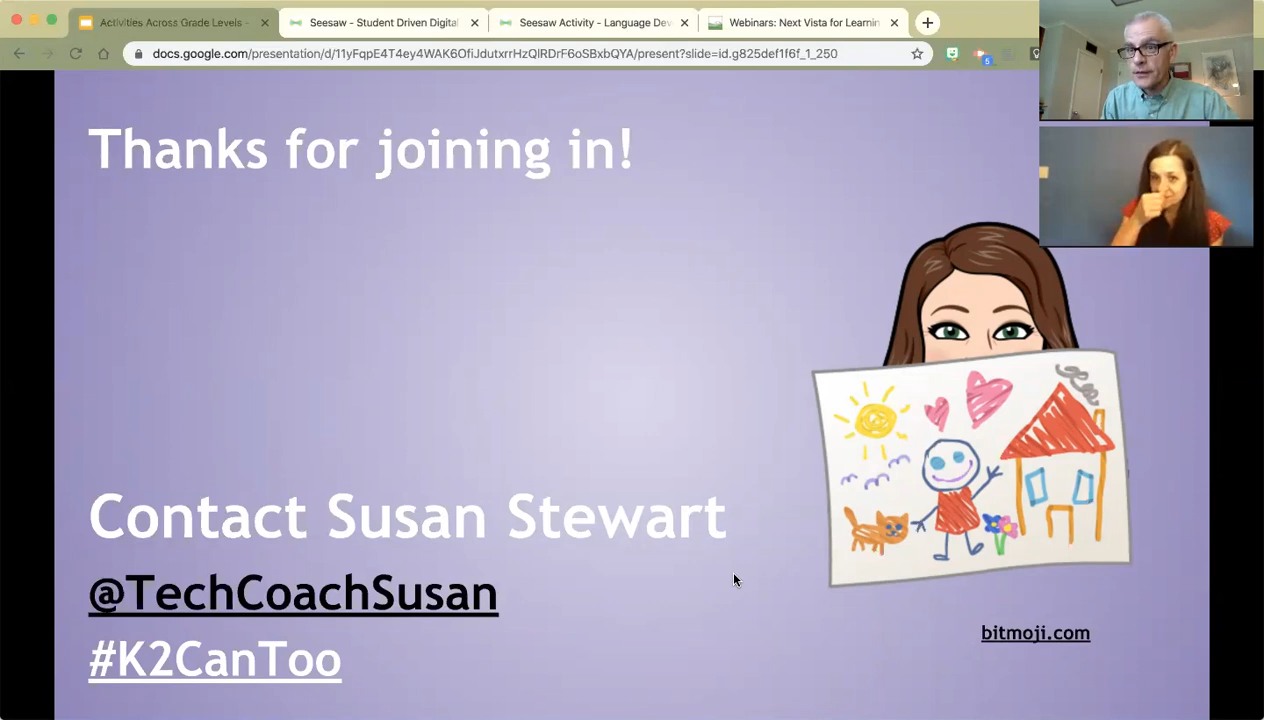 Activities Across Grade Levels -
Seesaw - Student Driven Digital
Seesaw Activity - Language Dev
Webinars: Next Vista for Learnin
docs.google.com/presentation/d/11yFqpE4T4ey4WAK6OfiJdutxrrHzQlRDrF6oSBxbQYA/present?slide=id.g825def1f6f_1_250
5
Thanks for joining in!
Contact Susan Stewart
@TechCoachSusan
#K2CanToo
bitmoji.com